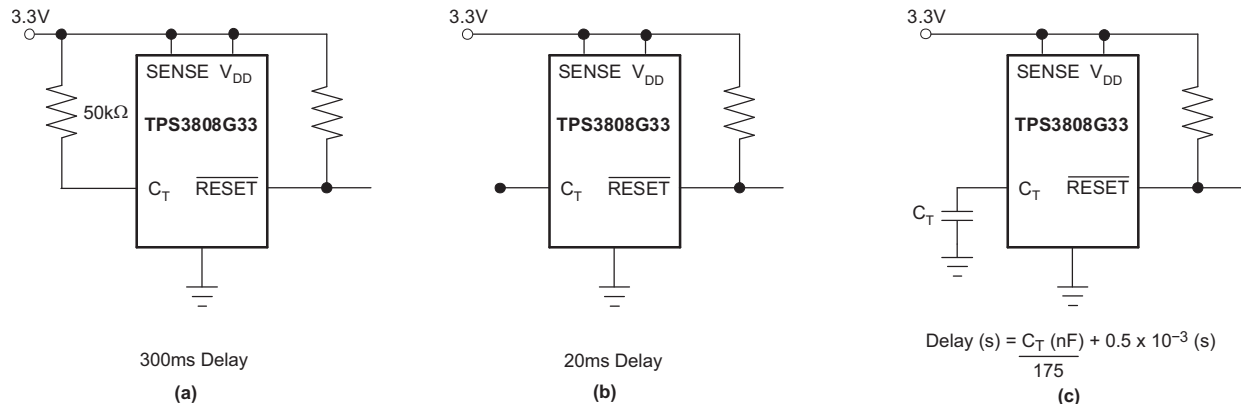 3.3V
SENSE V_DD
50kΩ
TPS3808G33
C_T RESET
300ms Delay
(a)
3.3V
SENSE V_DD
TPS3808G33
C_T RESET
20ms Delay
(b)
3.3V
SENSE V_DD
TPS3808G33
C_T RESET
C_T
Delay (s) = C_T (nF) + 0.5 x 10^–3 (s)
175
(c)